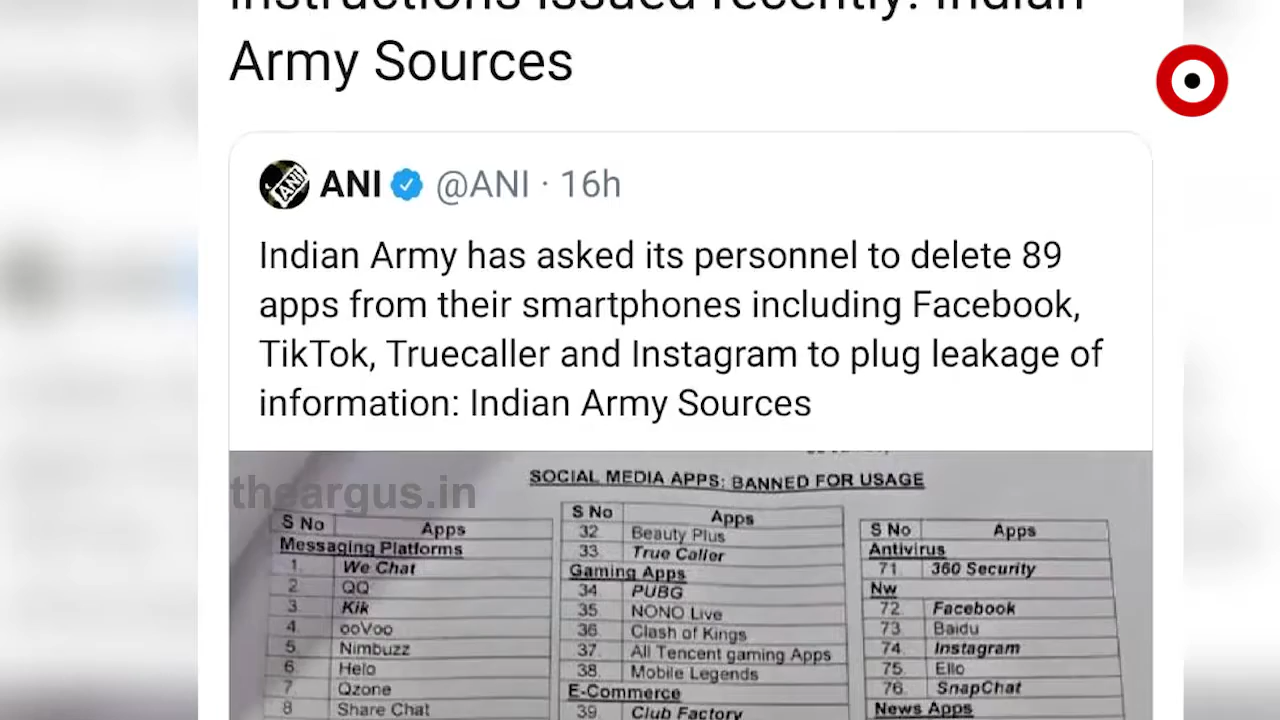 Instructions issued recently: Indian
Army Sources
ANI @ANI · 16h
Indian Army has asked its personnel to delete 89
apps from their smartphones including Facebook,
TikTok, Truecaller and Instagram to plug leakage of
information: Indian Army Sources
theargus.in
SOCIAL MEDIA APPS: BANNED FOR USAGE
S No Apps
Messaging Platforms
1. We Chat
2 QQ
3. Kik
4. ooVoo
5. Nimbuzz
6. Helo
7 Qzone
8 Share Chat
S No Apps
32 Beauty Plus
33 True Caller
Gaming Apps
34 PUBG
35 NONO Live
36 Clash of Kings
37. All Tencent gaming Apps
38. Mobile Legends
E-Commerce
39 Club Factory
S No Apps
Antivirus
71 360 Security
Nw
72. Facebook
73. Baidu
74. Instagram
75. Ello
76. SnapChat
News Apps